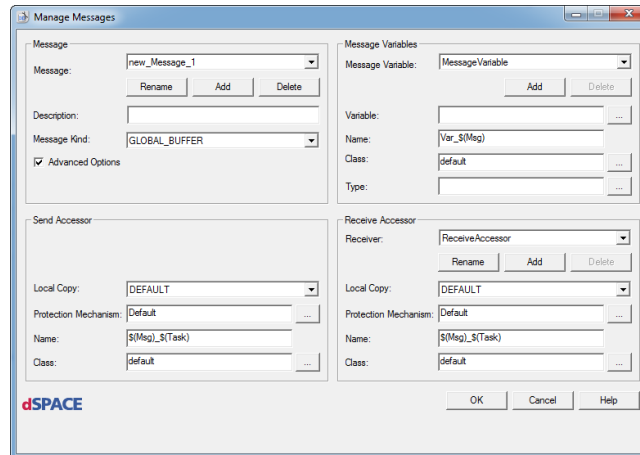 Manage Messages
Message
Message:
new_Message_1
Rename
Add
Delete
Description:
Message Kind:
GLOBAL_BUFFER
Advanced Options
Message Variables
Message Variable:
MessageVariable
Add
Delete
Variable:
...
Name:
Var_$(Msg)
Class:
default
...
Type:
...
Send Accessor
Local Copy:
DEFAULT
Protection Mechanism:
Default
...
Name:
$(Msg)_$(Task)
Class:
default
...
Receive Accessor
Receiver:
ReceiveAccessor
Rename
Add
Delete
Local Copy:
DEFAULT
Protection Mechanism:
Default
...
Name:
$(Msg)_$(Task)
Class:
default
...
dSPACE
OK
Cancel
Help